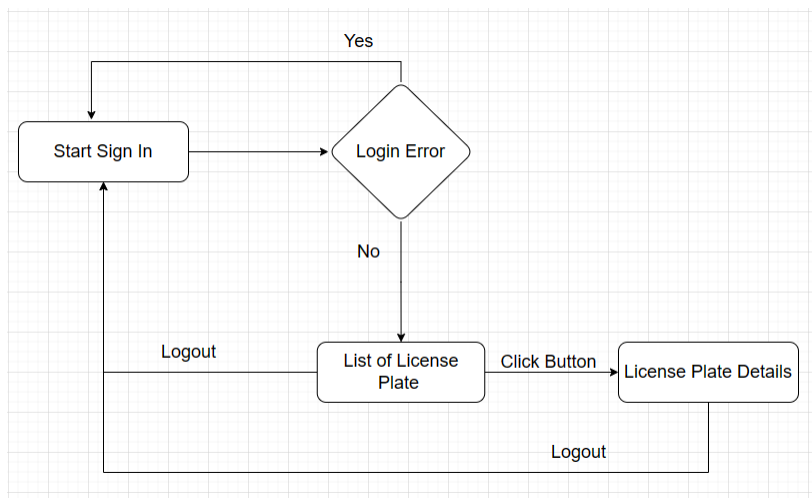 Yes
Start Sign In
Login Error
No
Logout
List of License
Plate
Click Button
License Plate Details
Logout